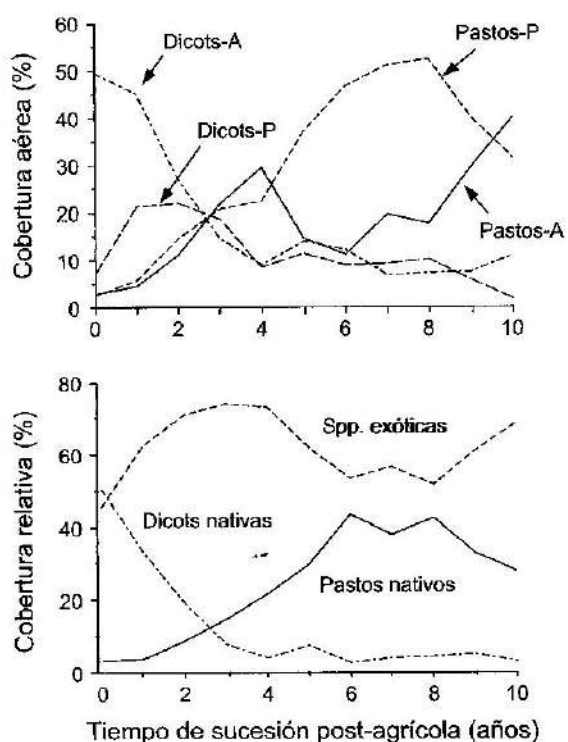 Cobertura aérea (%)
60
50
40
30
20
10
0
Dicots-A
Pastos-P
Dicots-P
Pastos-A
0
2
4
6
8
10
Cobertura relativa (%)
80
60
40
20
0
Spp. exóticas
Dicots nativas
Pastos nativos
0
2
4
6
8
10
Tiempo de sucesión post-agrícola (años)